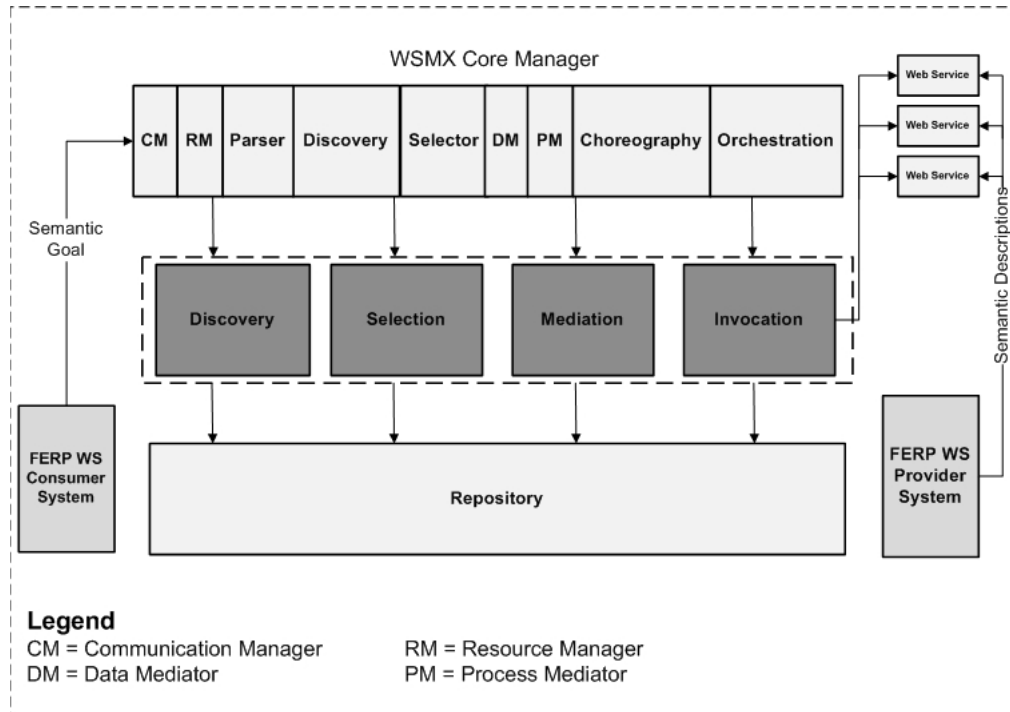 WSMX Core Manager
CM
RM
Parser
Discovery
Selector
DM
PM
Choreography
Orchestration
Web Service
Web Service
Web Service
Semantic
Goal
Semantic Descriptions
Discovery
Selection
Mediation
Invocation
FERP WS
Consumer
System
Repository
FERP WS
Provider
System
Legend
CM = Communication Manager
RM = Resource Manager
DM = Data Mediator
PM = Process Mediator